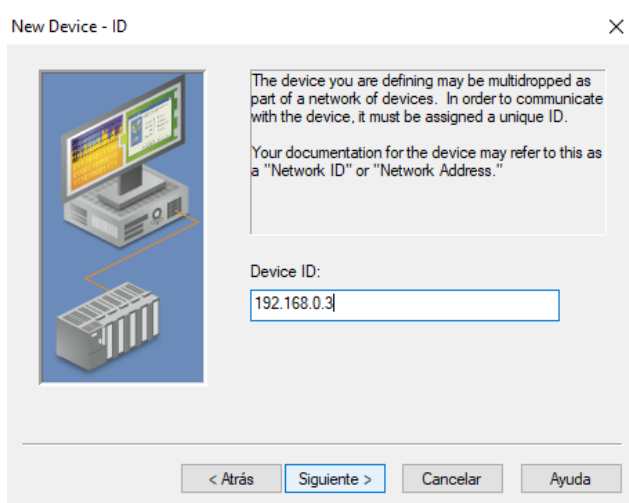 New Device - ID
The device you are defining may be multidropped as
part of a network of devices. In order to communicate
with the device, it must be assigned a unique ID.
Your documentation for the device may refer to this as
a "Network ID" or "Network Address."
Device ID:
192.168.0.3
< Atrás Siguiente > Cancelar Ayuda